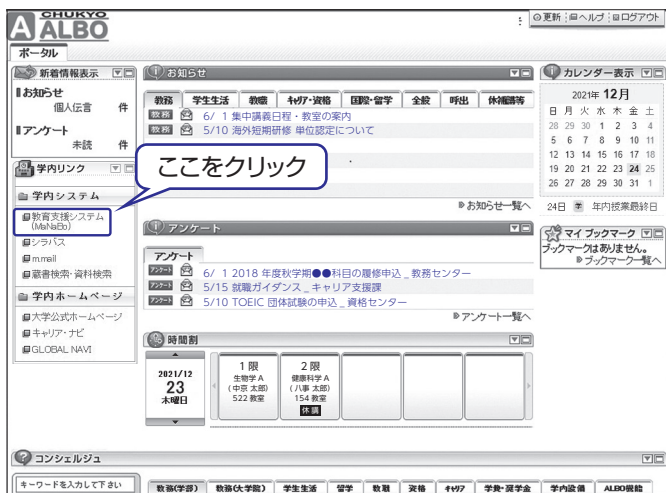 CHUKYO
ALBO
更新 ヘルプ ログアウト
ポータル
新着情報表示
お知らせ
個人伝言 件
アンケート
未読 件
学内リンク
学内システム
教育支援システム
(MaNaBo)
シラバス
m.mail
蔵書検索・資料検索
学内ホームページ
大学公式ホームページ
キャリア・ナビ
GLOBAL NAVI
ここをクリック
お知らせ
教務 学生生活 教職 キャリア・資格 国際・留学 全般 呼出 休補講等
教務 6/ 1 集中講義日程・教室の案内
教務 5/10 海外短期研修 単位認定について
お知らせ一覧へ
アンケート
アンケート
アンケート 6/ 1 2018 年度秋学期●●科目の履修申込 _ 教務センター
アンケート 5/15 就職ガイダンス _ キャリア支援課
アンケート 5/10 TOEIC 団体試験の申込 _ 資格センター
アンケート一覧へ
時間割
2021/12
23
木曜日
1 限
生物学 A
(中京 太郎)
522 教室
2 限
健康科学 A
(八事 太郎)
154 教室
休講
カレンダー表示
2021年 12月
日 月 火 水 木 金 土
28 29 30 1 2 3 4
5 6 7 8 9 10 11
12 13 14 15 16 17 18
19 20 21 22 23 24 25
26 27 28 29 30 31 1
24日 学 年内授業最終日
マイ ブックマーク
ブックマークはありません。
ブックマーク一覧へ
コンシェルジュ
キーワードを入力して下さい
教務(学部) 教務(大学院) 学生生活 留学 教職 資格 キャリア 学費・奨学金 学内設備 ALBO機能